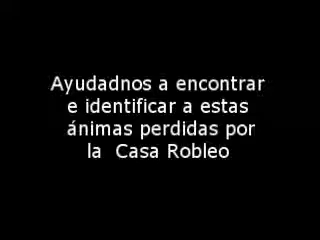 Ayudadnos a encontrar
e identificar a estas
ánimas perdidas por
la Casa Robleo